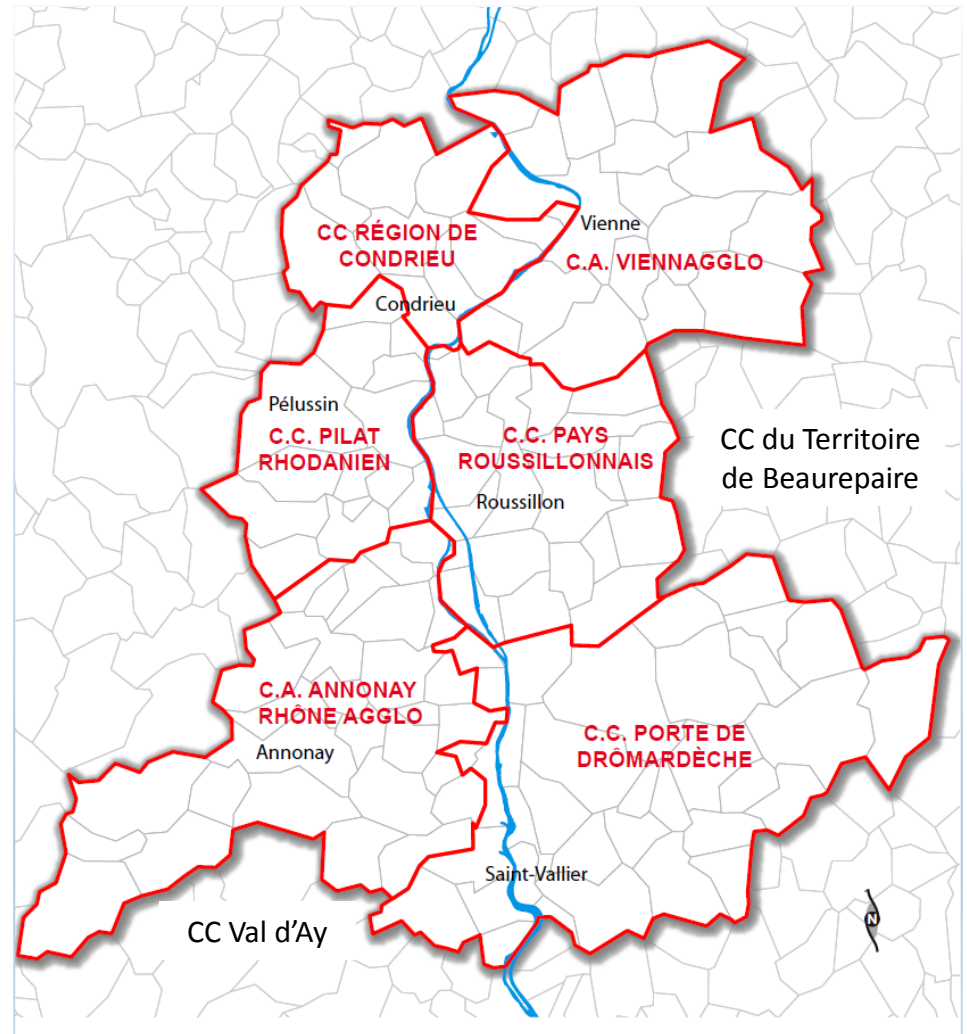 Vienne
CC RÉGION DE
CONDRIEU
C.A. VIENNAGGLO
Condrieu
Pélussin
C.C. PILAT
RHODANIEN
C.C. PAYS
ROUSSILLONNAIS
Roussillon
CC du Territoire
de Beaurepaire
C.A. ANNONAY
RHÔNE AGGLO
Annonay
C.C. PORTE DE
DRÔMARDÈCHE
Saint-Vallier
CC Val d'Ay
N